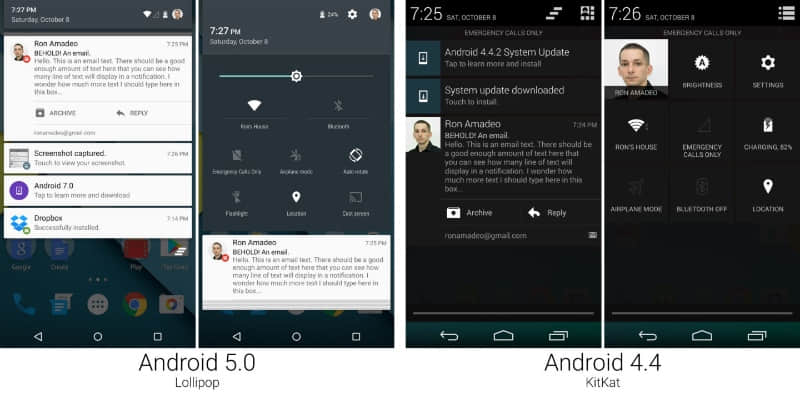 7:27 PM
Saturday, October 8
Ron Amadeo
7:25 PM
BEHOLD! An email.
Hello. This is an email text. There should be a good
enough amount of text here that you can see how
many line of text will display in a notification. I
wonder how much more text I should type here in
this box...
ARCHIVE
REPLY
ronamadeo@gmail.com
Screenshot captured.
7:26 PM
Touch to view your screenshot.
Android 7.0
Tap to learn more and download
Dropbox
7:14 PM
Successfully installed.
Google
Create
Play
24%
7:27 PM
Saturday, October 8
Ron's House
Bluetooth
Emergency Calls Only
Airplane mode
Auto-rotate
Flashlight
Location
Cast screen
Ron Amadeo
7:25 PM
BEHOLD! An email.
Hello. This is an email text. There should be a good
enough amount of text here that you can see how
many line of text will display in a notification. I
wonder how much more text I should type here in
this box...
Android 5.0
Lollipop
7:25 SAT, OCTOBER 8
EMERGENCY CALLS ONLY
Android 4.4.2 System Update
Tap to learn more and install
System update downloaded
Touch to install.
Ron Amadeo
7:24 PM
BEHOLD! An email.
Hello. This is an email text. There should
be a good enough amount of text here that
you can see how many line of text will
display in a notification. I wonder how
much more text I should type here in this
box...
Archive
Reply
ronamadeo@gmail.com
7:26 SAT, OCTOBER 8
EMERGENCY CALLS ONLY
RON AMADEO
BRIGHTNESS
SETTINGS
RON'S HOUSE
EMERGENCY
CALLS ONLY
CHARGING, 82%
AIRPLANE MODE
BLUETOOTH OFF
LOCATION
Android 4.4
KitKat